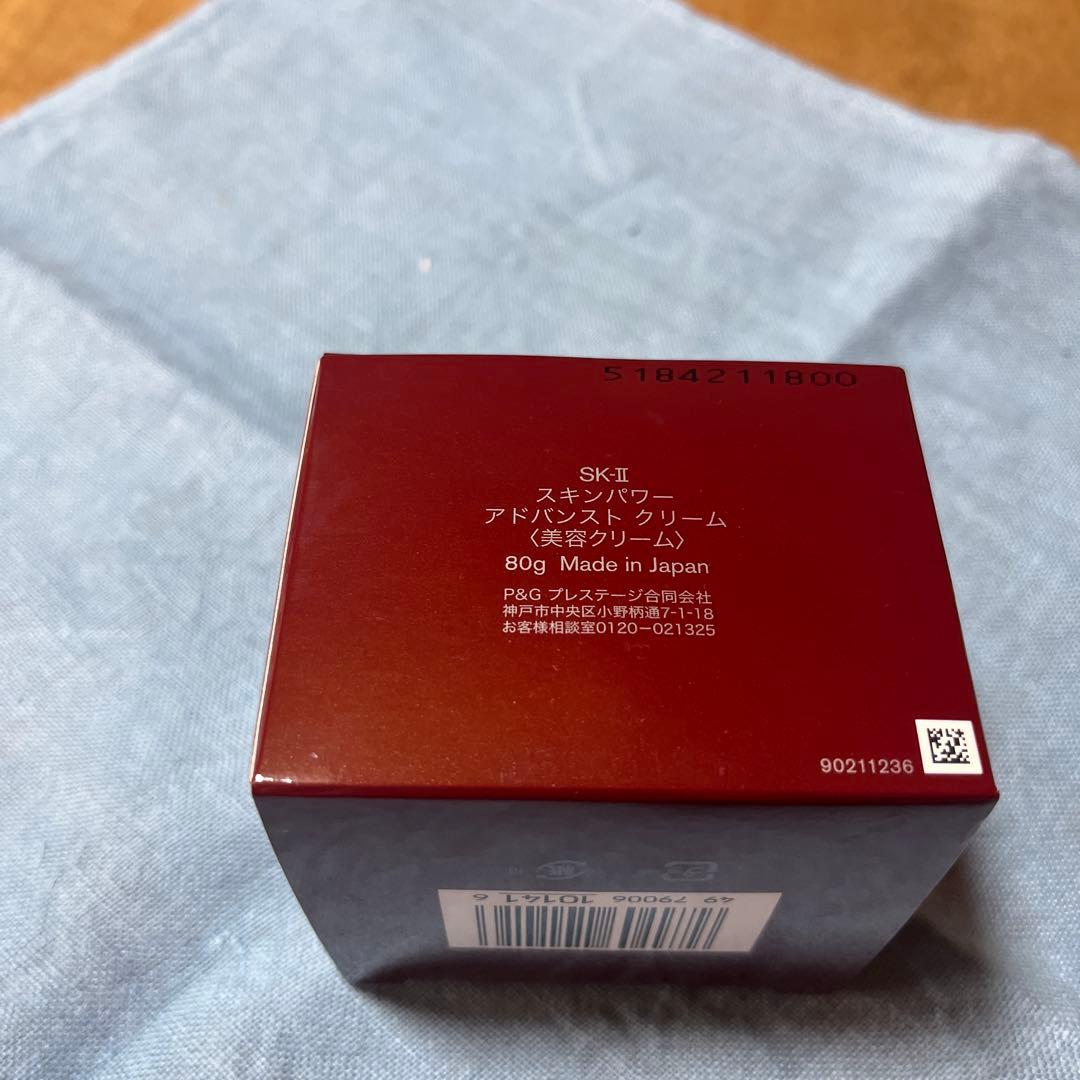 5184211800
SK-Ⅱ
スキンパワー
アドバンスト クリーム
〈美容クリーム〉
80g Made in Japan
P&G プレステージ合同会社
神戸市中央区小野柄通7-1-18
お客様相談室0120-021325
90211236
49 79006 10141 6